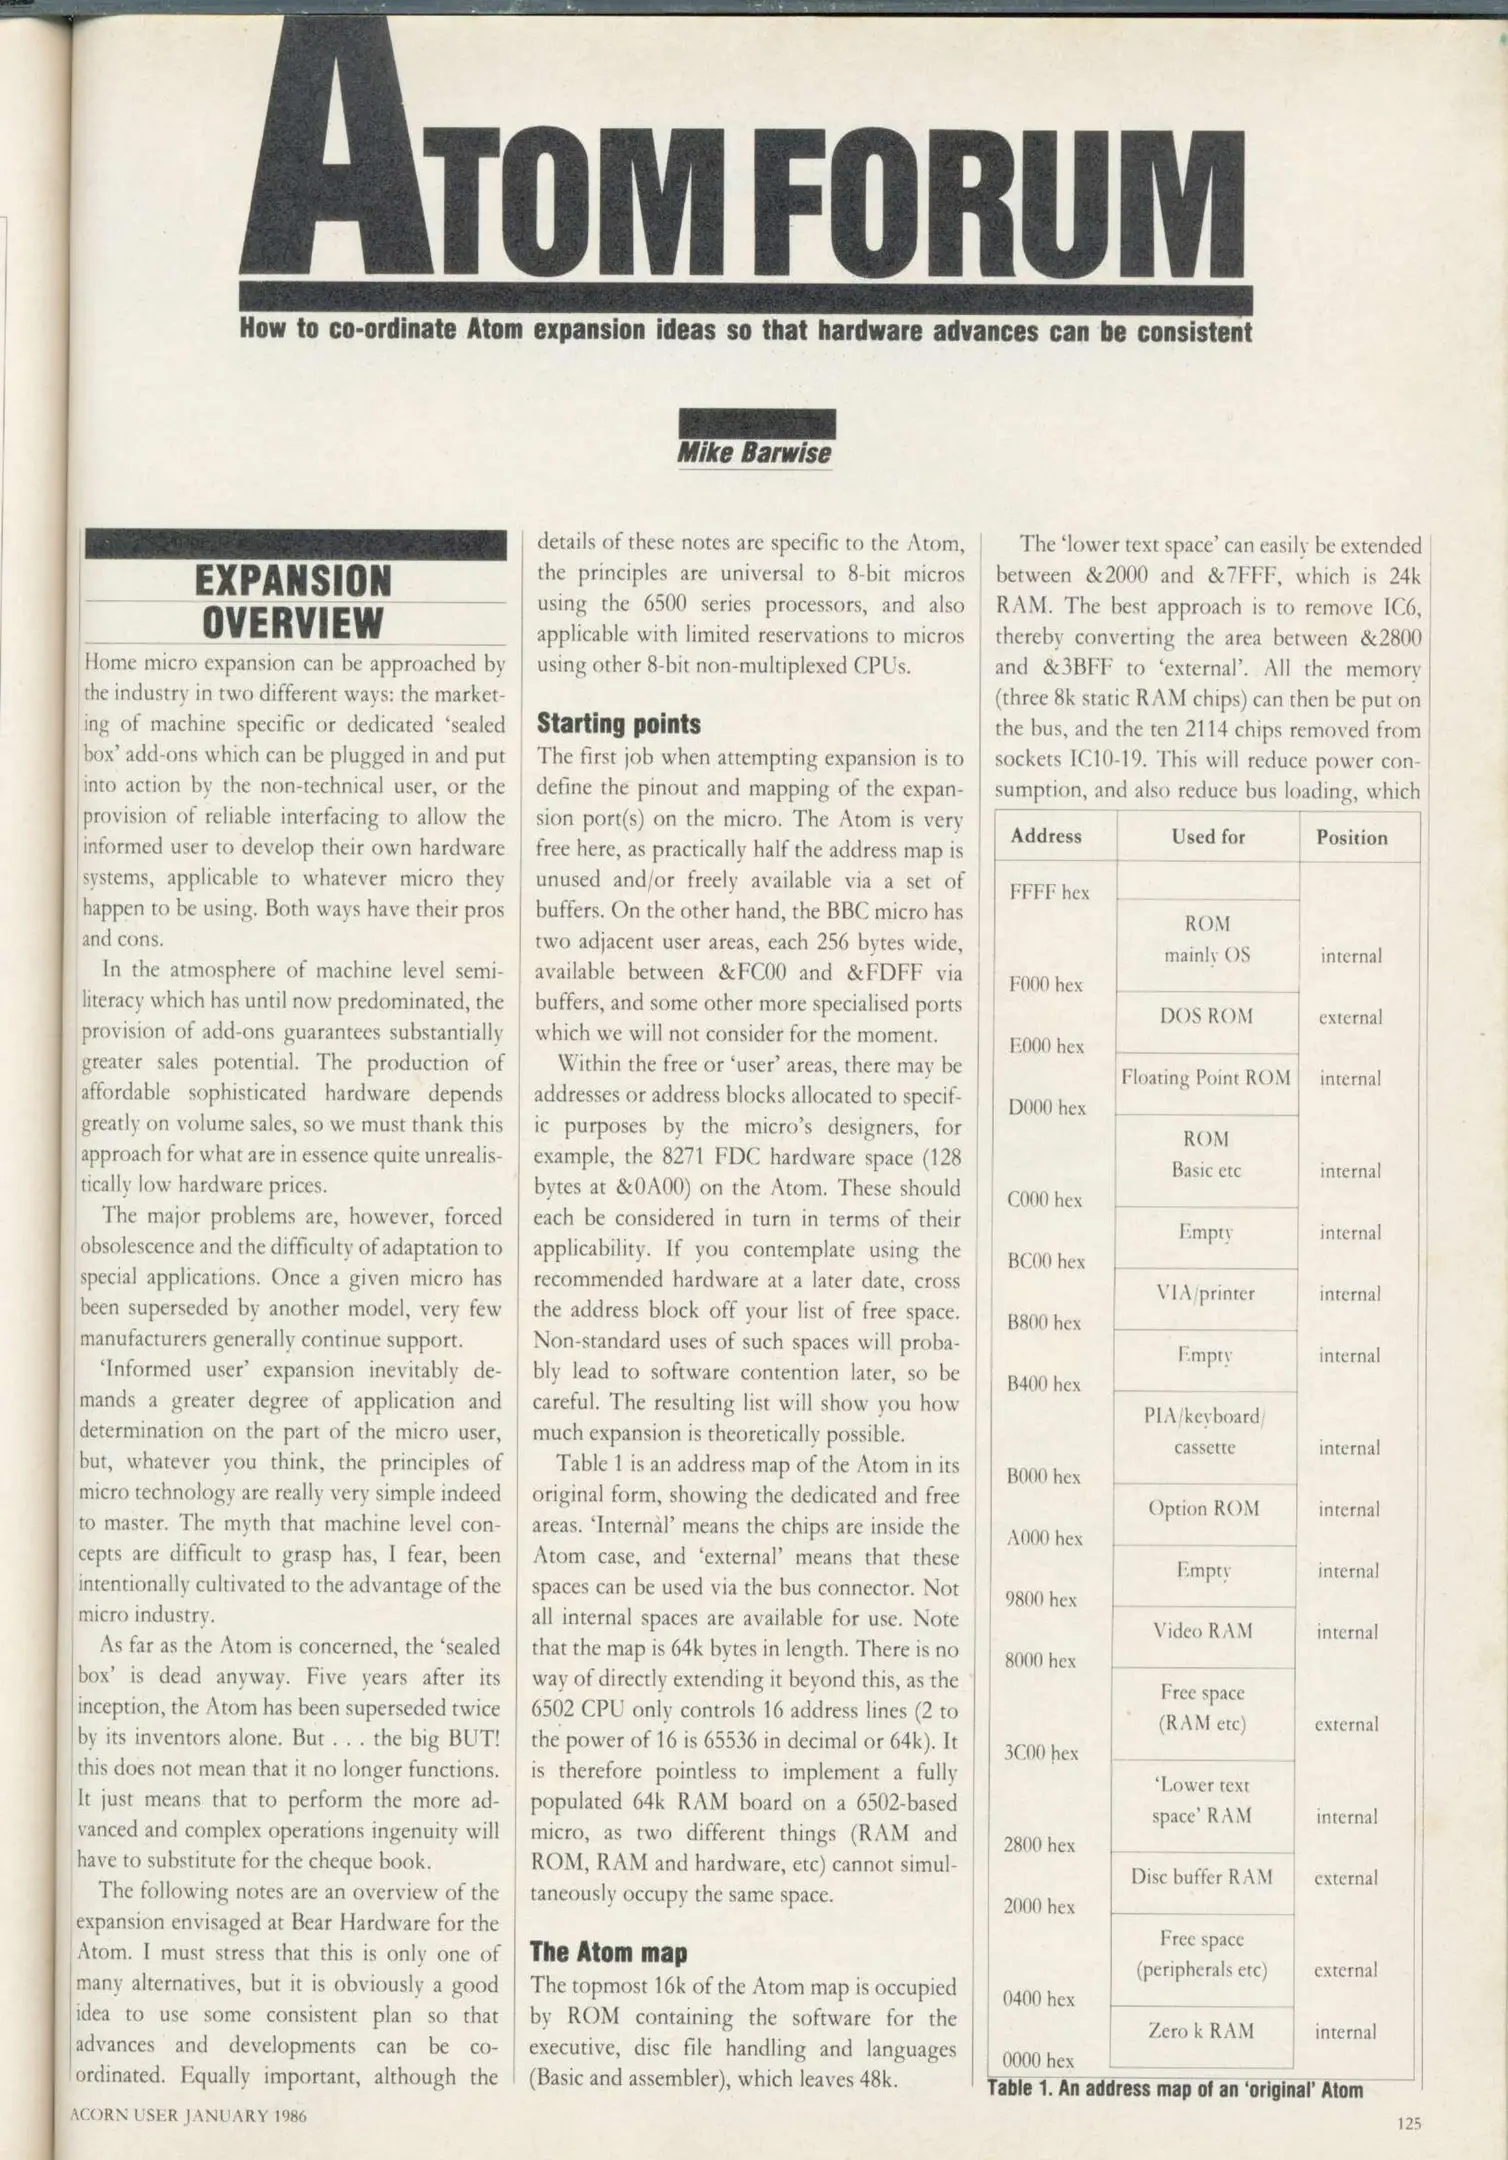 ATOM FORUM
How to co-ordinate Atom expansion ideas so that hardware advances can be consistent
Mike Barwise
EXPANSION
OVERVIEW
Home micro expansion can be approached by
the industry in two different ways: the market-
ing of machine specific or dedicated ‘sealed
box’ add-ons which can be plugged in and put
into action by the non-technical user, or the
provision of reliable interfacing to allow the
informed user to develop their own hardware
systems, applicable to whatever micro they
happen to be using. Both ways have their pros
and cons.
In the atmosphere of machine level semi-
literacy which has until now predominated, the
provision of add-ons guarantees substantially
greater sales potential. The production of
affordable sophisticated hardware depends
greatly on volume sales, so we must thank this
approach for what are in essence quite unrealis-
tically low hardware prices.
The major problems are, however, forced
obsolescence and the difficulty of adaptation to
special applications. Once a given micro has
been superseded by another model, very few
manufacturers generally continue support.
‘Informed user’ expansion inevitably de-
mands a greater degree of application and
determination on the part of the micro user,
but, whatever you think, the principles of
micro technology are really very simple indeed
to master. The myth that machine level con-
cepts are difficult to grasp has, I fear, been
intentionally cultivated to the advantage of the
micro industry.
As far as the Atom is concerned, the ‘sealed
box’ is dead anyway. Five years after its
inception, the Atom has been superseded twice
by its inventors alone. But . . . the big BUT!
this does not mean that it no longer functions.
It just means that to perform the more ad-
vanced and complex operations ingenuity will
have to substitute for the cheque book.
The following notes are an overview of the
expansion envisaged at Bear Hardware for the
Atom. I must stress that this is only one of
many alternatives, but it is obviously a good
idea to use some consistent plan so that
advances and developments can be co-
ordinated. Equally important, although the
details of these notes are specific to the Atom,
the principles are universal to 8-bit micros
using the 6500 series processors, and also
applicable with limited reservations to micros
using other 8-bit non-multiplexed CPUs.
Starting points
The first job when attempting expansion is to
define the pinout and mapping of the expan-
sion port(s) on the micro. The Atom is very
free here, as practically half the address map is
unused and/or freely available via a set of
buffers. On the other hand, the BBC micro has
two adjacent user areas, each 256 bytes wide,
available between &FC00 and &FDFF via
buffers, and some other more specialised ports
which we will not consider for the moment.
Within the free or ‘user’ areas, there may be
addresses or address blocks allocated to specif-
ic purposes by the micro’s designers, for
example, the 8271 FDC hardware space (128
bytes at &0A00) on the Atom. These should
each be considered in turn in terms of their
applicability. If you contemplate using the
recommended hardware at a later date, cross
the address block off your list of free space.
Non-standard uses of such spaces will proba-
bly lead to software contention later, so be
careful. The resulting list will show you how
much expansion is theoretically possible.
Table 1 is an address map of the Atom in its
original form, showing the dedicated and free
areas. ‘Internal’ means the chips are inside the
Atom case, and ‘external’ means that these
spaces can be used via the bus connector. Not
all internal spaces are available for use. Note
that the map is 64k bytes in length. There is no
way of directly extending it beyond this, as the
6502 CPU only controls 16 address lines (2 to
the power of 16 is 65536 in decimal or 64k). It
is therefore pointless to implement a fully
populated 64k RAM board on a 6502-based
micro, as two different things (RAM and
ROM, RAM and hardware, etc) cannot simul-
taneously occupy the same space.
The Atom map
The topmost 16k of the Atom map is occupied
by ROM containing the software for the
executive, disc file handling and languages
(Basic and assembler), which leaves 48k.
The ‘lower text space’ can easily be extended
between &2000 and &7FFF, which is 24k
RAM. The best approach is to remove IC6,
thereby converting the area between &2800
and &3BFF to ‘external’. All the memory
(three 8k static RAM chips) can then be put on
the bus, and the ten 2114 chips removed from
sockets IC10-19. This will reduce power con-
sumption, and also reduce bus loading, which
Address Used for Position
FFFF hex
ROM
mainly OS internal
F000 hex
DOS ROM external
E000 hex
Floating Point ROM internal
D000 hex
ROM
Basic etc internal
C000 hex
Empty internal
BC00 hex
VIA/printer internal
B800 hex
Empty internal
B400 hex
PIA/keyboard/
cassette internal
B000 hex
Option ROM internal
A000 hex
Empty internal
9800 hex
Video RAM internal
8000 hex
Free space
(RAM etc) external
3C00 hex
‘Lower text
space’ RAM internal
2800 hex
Disc buffer RAM external
2000 hex
Free space
(peripherals etc) external
0400 hex
Zero k RAM internal
0000 hex
Table 1. An address map of an ‘original’ Atom
ACORN USER JANUARY 1986
125